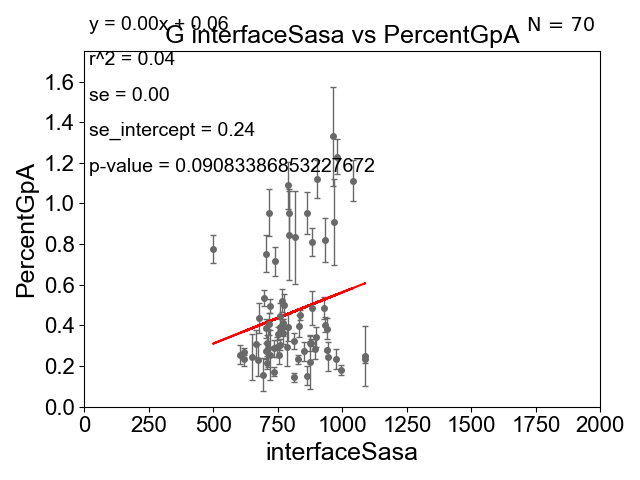 y = 0.00x + 0.06
N = 70
G interfaceSasa vs PercentGpA
r^2 = 0.04
se = 0.00
se_intercept = 0.24
p-value = 0.09083386853227672
PercentGpA
1.6
1.4
1.2
1.0
0.8
0.6
0.4
0.2
0.0
0 250 500 750 1000 1250 1500 1750 2000
interfaceSasa